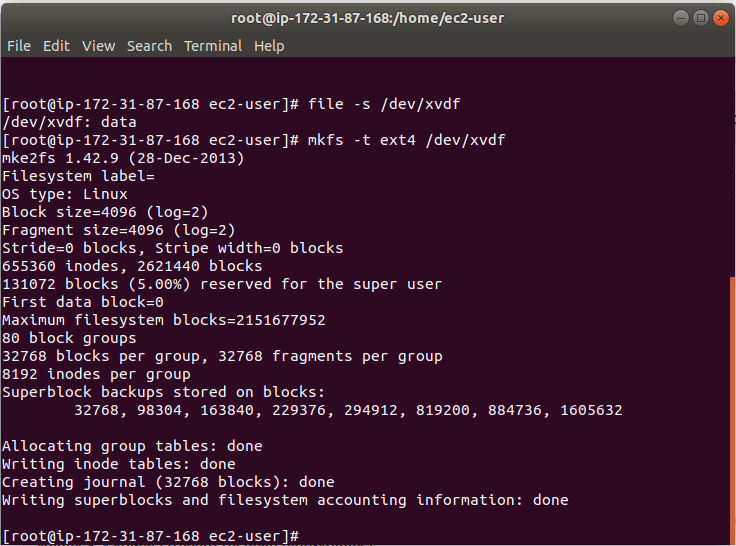 root@ip-172-31-87-168:/home/ec2-user
File Edit View Search Terminal Help
[root@ip-172-31-87-168 ec2-user]# file -s /dev/xvdf
/dev/xvdf: data
[root@ip-172-31-87-168 ec2-user]# mkfs -t ext4 /dev/xvdf
mke2fs 1.42.9 (28-Dec-2013)
Filesystem label=
OS type: Linux
Block size=4096 (log=2)
Fragment size=4096 (log=2)
Stride=0 blocks, Stripe width=0 blocks
655360 inodes, 2621440 blocks
131072 blocks (5.00%) reserved for the super user
First data block=0
Maximum filesystem blocks=2151677952
80 block groups
32768 blocks per group, 32768 fragments per group
8192 inodes per group
Superblock backups stored on blocks:
32768, 98304, 163840, 229376, 294912, 819200, 884736, 1605632
Allocating group tables: done
Writing inode tables: done
Creating journal (32768 blocks): done
Writing superblocks and filesystem accounting information: done
[root@ip-172-31-87-168 ec2-user]#